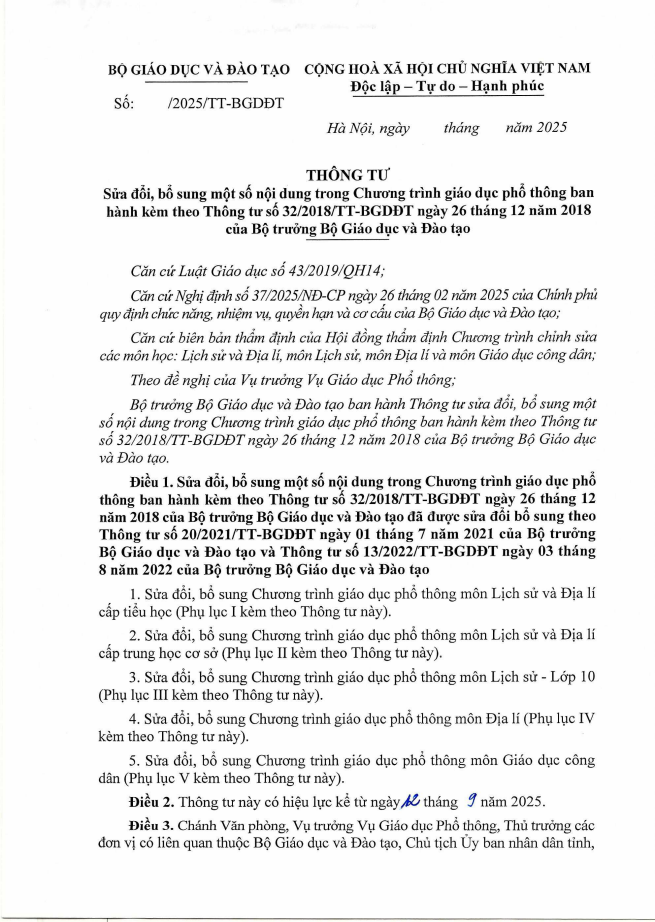 BỘ GIÁO DỤC VÀ ĐÀO TẠO
CỘNG HOÀ XÃ HỘI CHỦ NGHĨA VIỆT NAM
Độc lập – Tự do – Hạnh phúc
Số: /2025/TT-BGDĐT
Hà Nội, ngày tháng năm 2025
THÔNG TƯ
Sửa đổi, bổ sung một số nội dung trong Chương trình giáo dục phổ thông ban
hành kèm theo Thông tư số 32/2018/TT-BGDĐT ngày 26 tháng 12 năm 2018
của Bộ trưởng Bộ Giáo dục và Đào tạo
Căn cứ Luật Giáo dục số 43/2019/QH14;
Căn cứ Nghị định số 37/2025/NĐ-CP ngày 26 tháng 02 năm 2025 của Chính phủ
quy định chức năng, nhiệm vụ, quyền hạn và cơ cấu của Bộ Giáo dục và Đào tạo;
Căn cứ biên bản thẩm định của Hội đồng thẩm định Chương trình chỉnh sửa
các môn học: Lịch sử và Địa lí, môn Lịch sử, môn Địa lí và môn Giáo dục công dân;
Theo đề nghị của Vụ trưởng Vụ Giáo dục Phổ thông;
Bộ trưởng Bộ Giáo dục và Đào tạo ban hành Thông tư sửa đổi, bổ sung một
số nội dung trong Chương trình giáo dục phổ thông ban hành kèm theo Thông tư
số 32/2018/TT-BGDĐT ngày 26 tháng 12 năm 2018 của Bộ trưởng Bộ Giáo dục
và Đào tạo.
Điều 1. Sửa đổi, bổ sung một số nội dung trong Chương trình giáo dục phổ
thông ban hành kèm theo Thông tư số 32/2018/TT-BGDĐT ngày 26 tháng 12
năm 2018 của Bộ trưởng Bộ Giáo dục và Đào tạo đã được sửa đổi bổ sung theo
Thông tư số 20/2021/TT-BGDĐT ngày 01 tháng 7 năm 2021 của Bộ trưởng
Bộ Giáo dục và Đào tạo và Thông tư số 13/2022/TT-BGDĐT ngày 03 tháng
8 năm 2022 của Bộ trưởng Bộ Giáo dục và Đào tạo
1. Sửa đổi, bổ sung Chương trình giáo dục phổ thông môn Lịch sử và Địa lí
cấp tiểu học (Phụ lục I kèm theo Thông tư này).
2. Sửa đổi, bổ sung Chương trình giáo dục phổ thông môn Lịch sử và Địa lí
cấp trung học cơ sở (Phụ lục II kèm theo Thông tư này).
3. Sửa đổi, bổ sung Chương trình giáo dục phổ thông môn Lịch sử - Lớp 10
(Phụ lục III kèm theo Thông tư này).
4. Sửa đổi, bổ sung Chương trình giáo dục phổ thông môn Địa lí (Phụ lục IV
kèm theo Thông tư này).
5. Sửa đổi, bổ sung Chương trình giáo dục phổ thông môn Giáo dục công
dân (Phụ lục V kèm theo Thông tư này).
Điều 2. Thông tư này có hiệu lực kể từ ngày 12 tháng 9 năm 2025.
Điều 3. Chánh Văn phòng, Vụ trưởng Vụ Giáo dục Phổ thông, Thủ trưởng các
đơn vị có liên quan thuộc Bộ Giáo dục và Đào tạo, Chủ tịch Ủy ban nhân dân tỉnh,